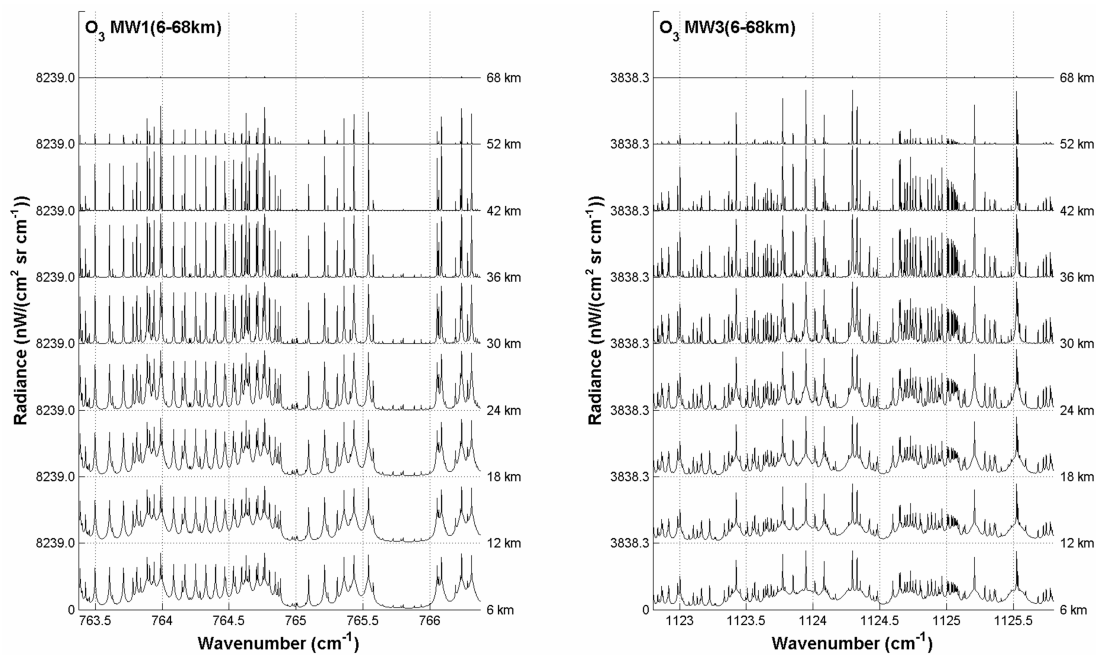 O3 MW1(6-68km)
8239.0
68 km
8239.0
52 km
8239.0
42 km
8239.0
36 km
8239.0
30 km
8239.0
24 km
8239.0
18 km
8239.0
12 km
0
6 km
763.5 764 764.5 765 765.5 766
Wavenumber (cm-1)
Radiance (nW/(cm2 sr cm-1))
O3 MW3(6-68km)
3838.3
68 km
3838.3
52 km
3838.3
42 km
3838.3
36 km
3838.3
30 km
3838.3
24 km
3838.3
18 km
3838.3
12 km
0
6 km
1123 1123.5 1124 1124.5 1125 1125.5
Wavenumber (cm-1)
Radiance (nW/(cm2 sr cm-1))